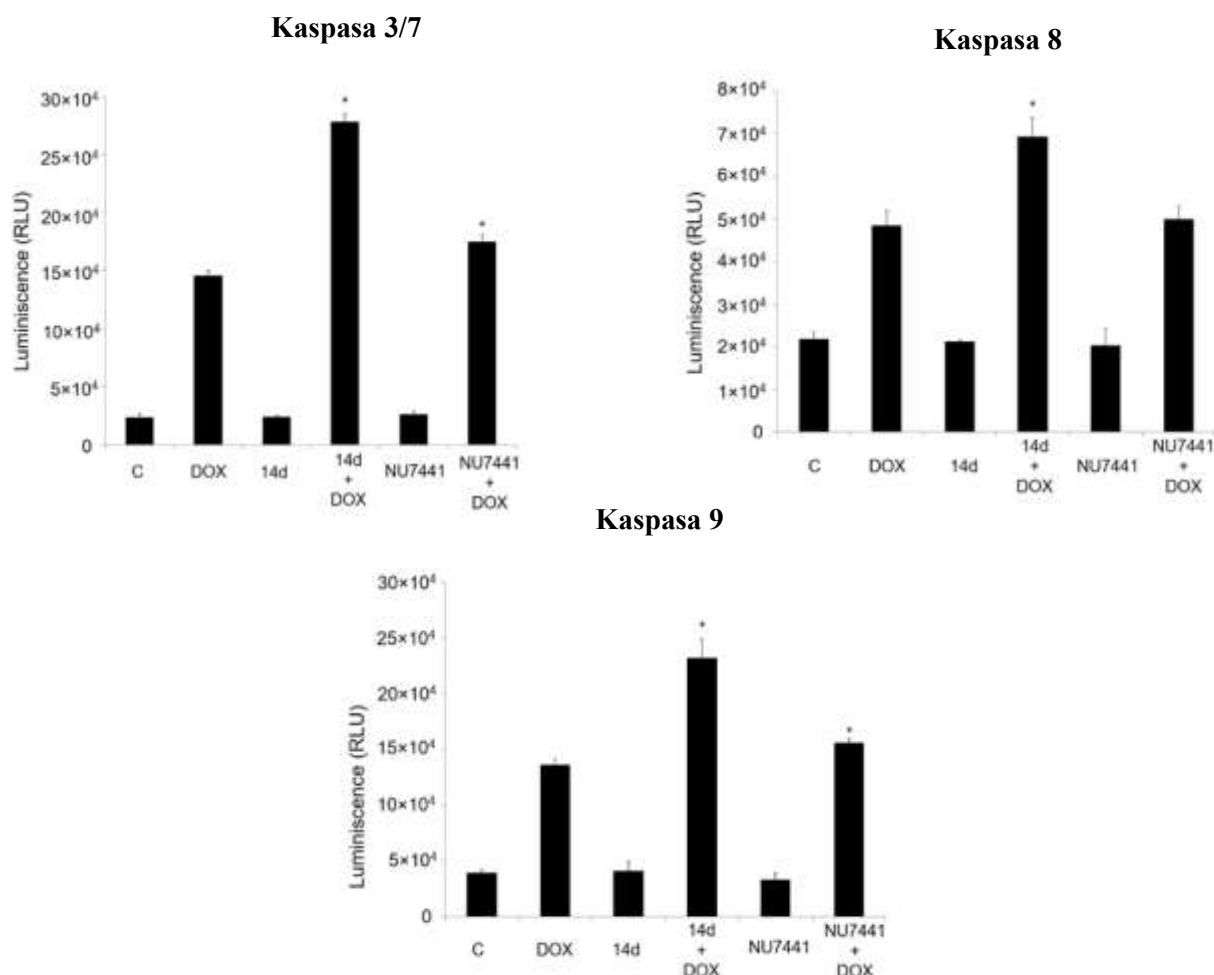 Kaspasa 3/7
Luminiscence (RLU)
30×10⁴
25×10⁴
20×10⁴
15×10⁴
10×10⁴
5×10⁴
0
C
DOX
14d
14d
+
DOX
NU7441
NU7441
+
DOX
*
*
Kaspasa 8
Luminiscence (RLU)
8×10⁴
7×10⁴
6×10⁴
5×10⁴
4×10⁴
3×10⁴
2×10⁴
1×10⁴
0
C
DOX
14d
14d
+
DOX
NU7441
NU7441
+
DOX
*
Kaspasa 9
Luminiscence (RLU)
30×10⁴
25×10⁴
20×10⁴
15×10⁴
10×10⁴
5×10⁴
0
C
DOX
14d
14d
+
DOX
NU7441
NU7441
+
DOX
*
*